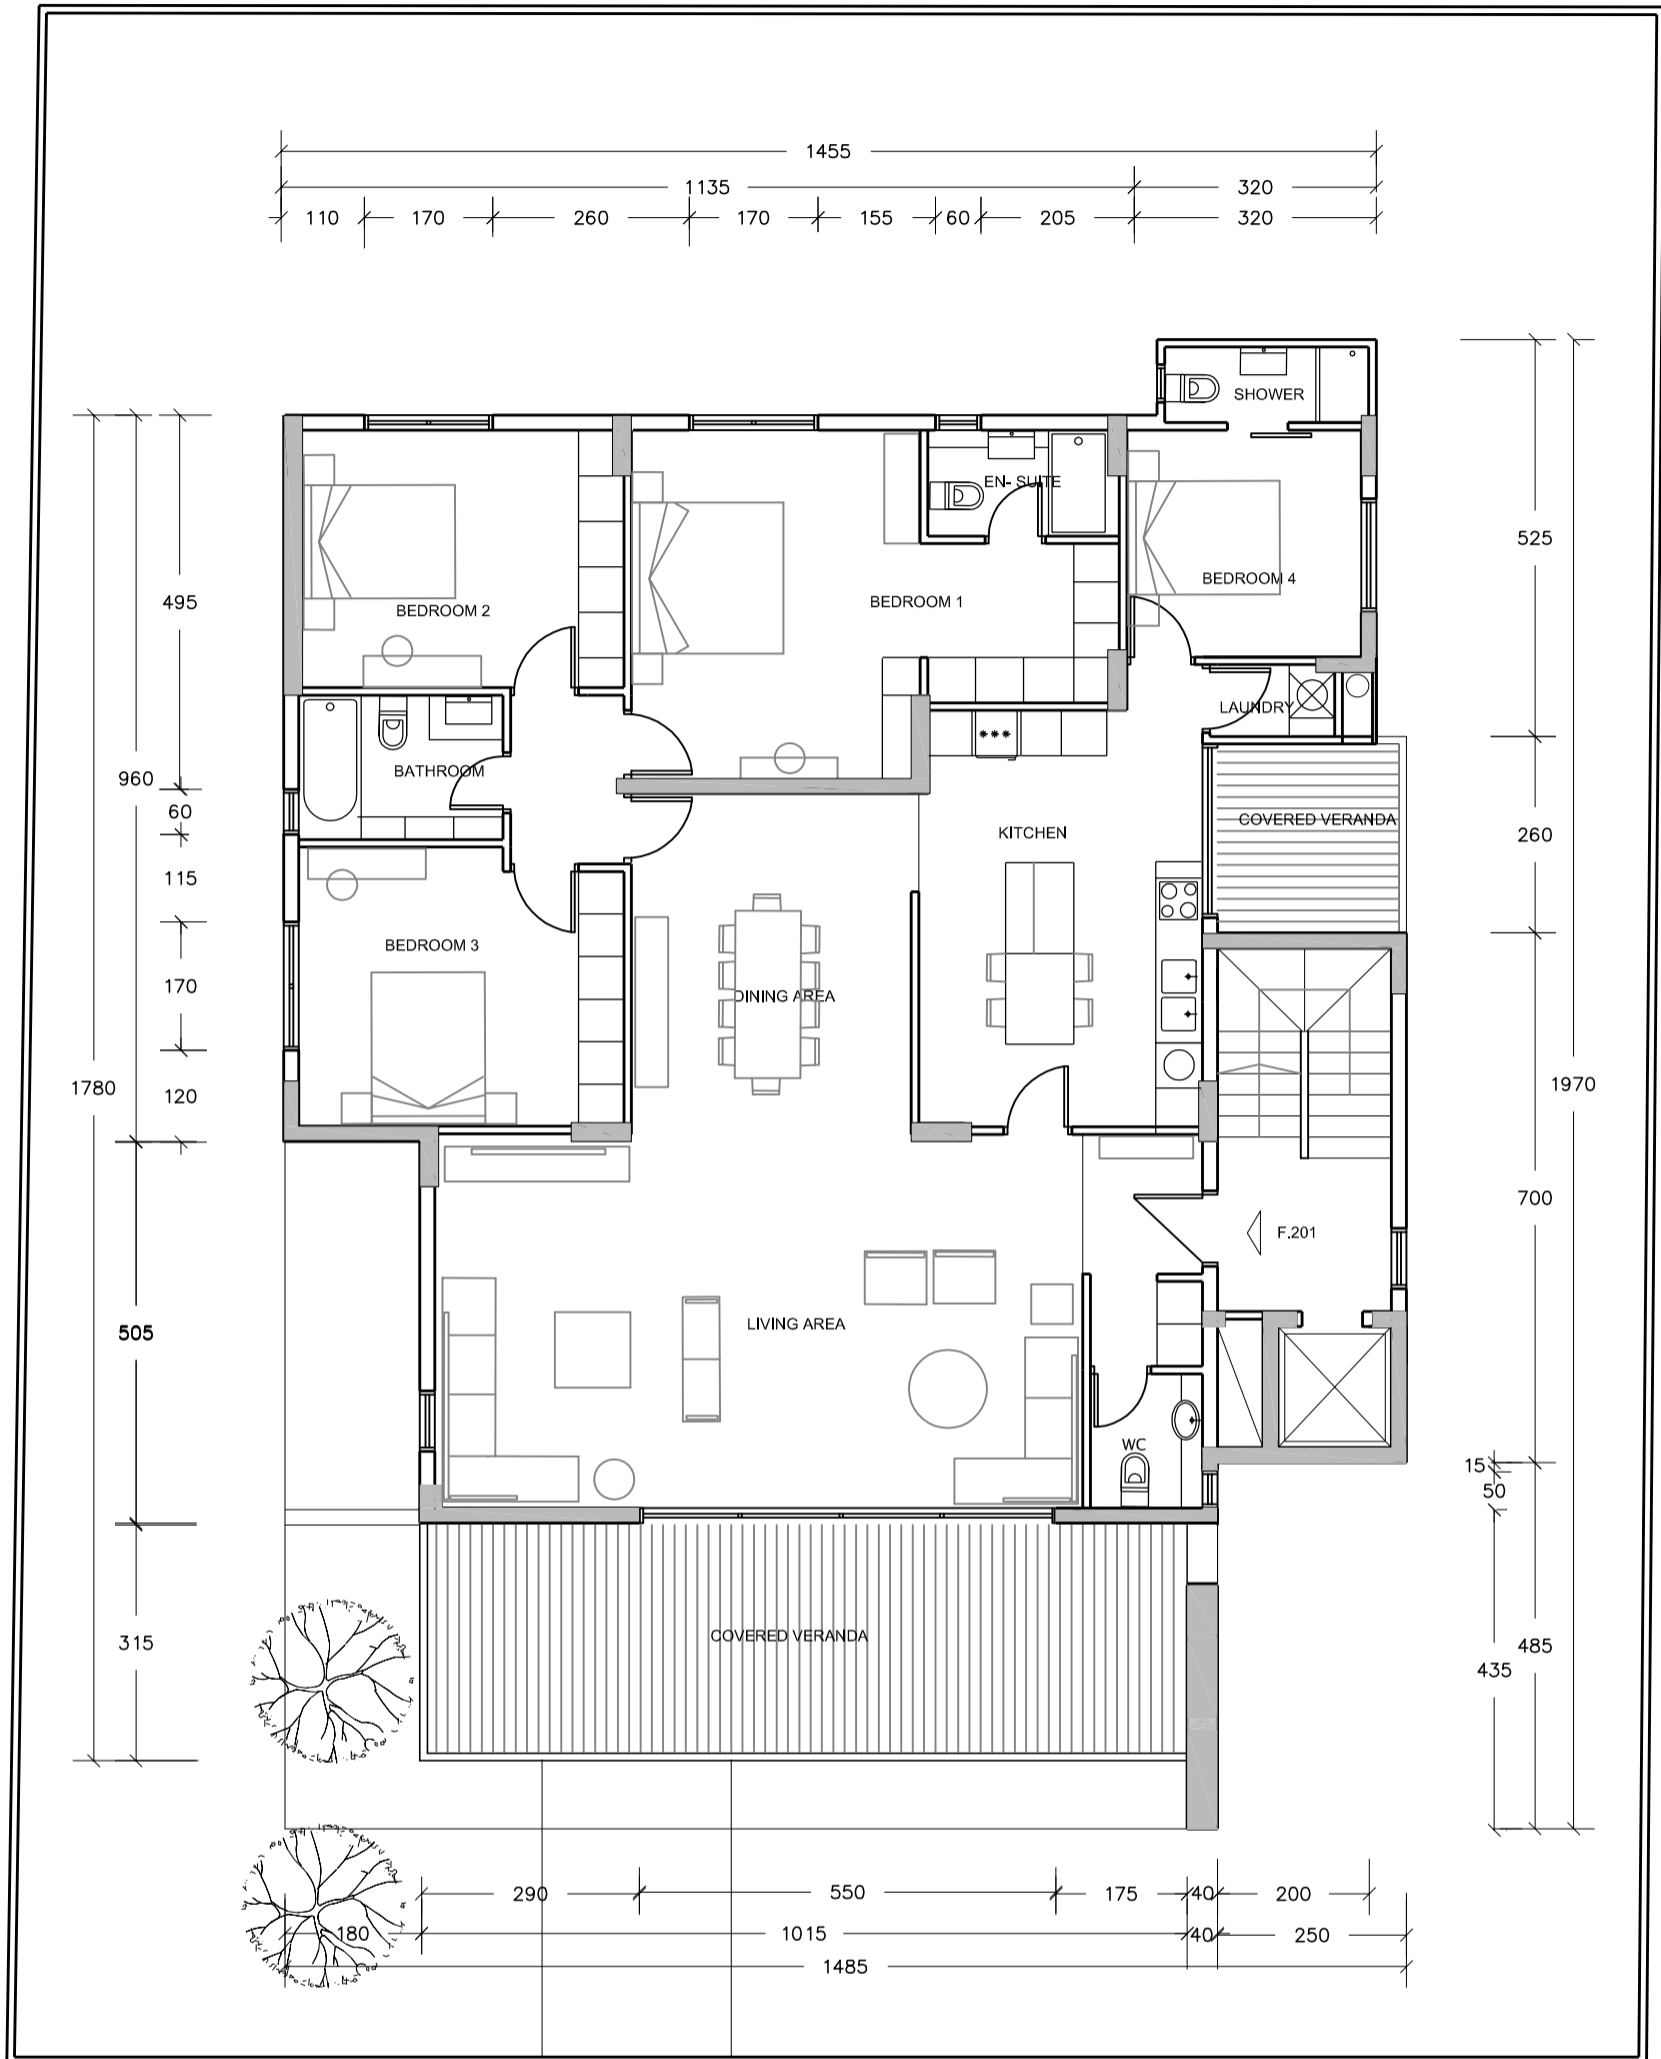 1455
1135 320
110 170 260 170 155 60 205 320
SHOWER
EN- SUITE
525
BEDROOM 4
495
BEDROOM 2
BEDROOM 1
LAUNDRY
BATHROOM
960
60
COVERED VERANDA
KITCHEN
260
115
BEDROOM 3
170
DINING AREA
1780
120
1970
700
F.201
505
LIVING AREA
WC
15
50
315
COVERED VERANDA
485
435
290 550 175 40 200
180 1015 40 250
1485